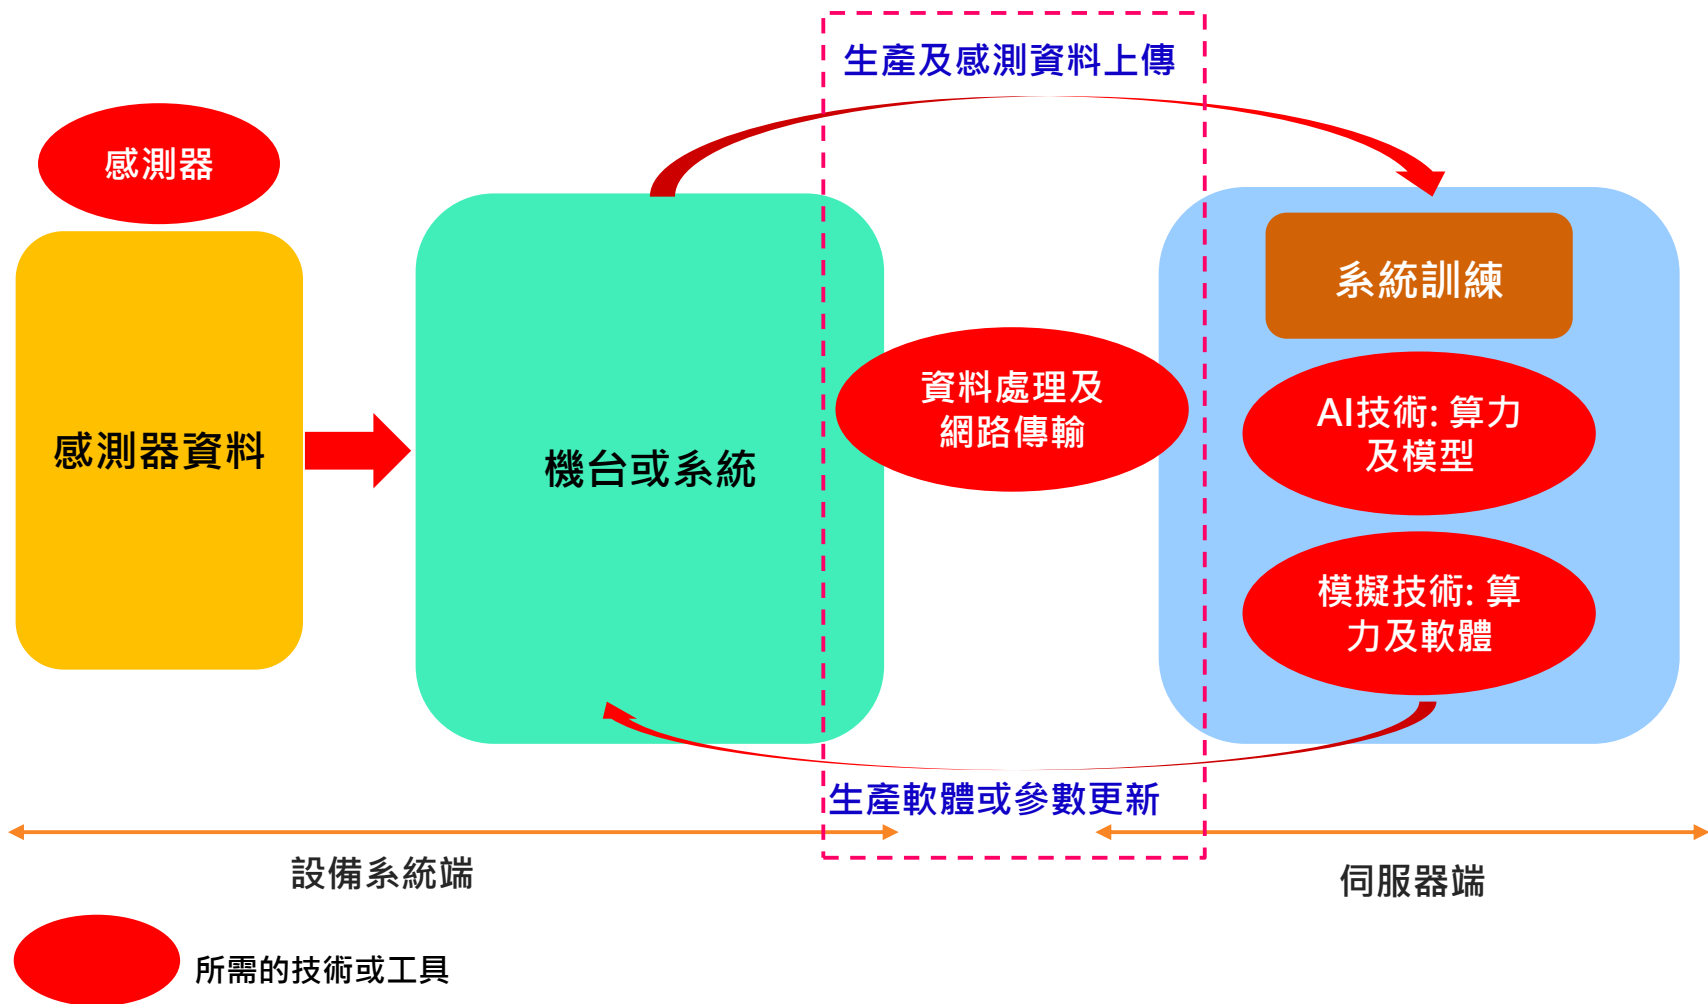 生產及感測資料上傳
感測器
系統訓練
資料處理及
網路傳輸
AI技術: 算力
及模型
感測器資料
機台或系統
模擬技術: 算
力及軟體
生產軟體或參數更新
設備系統端
伺服器端
所需的技術或工具